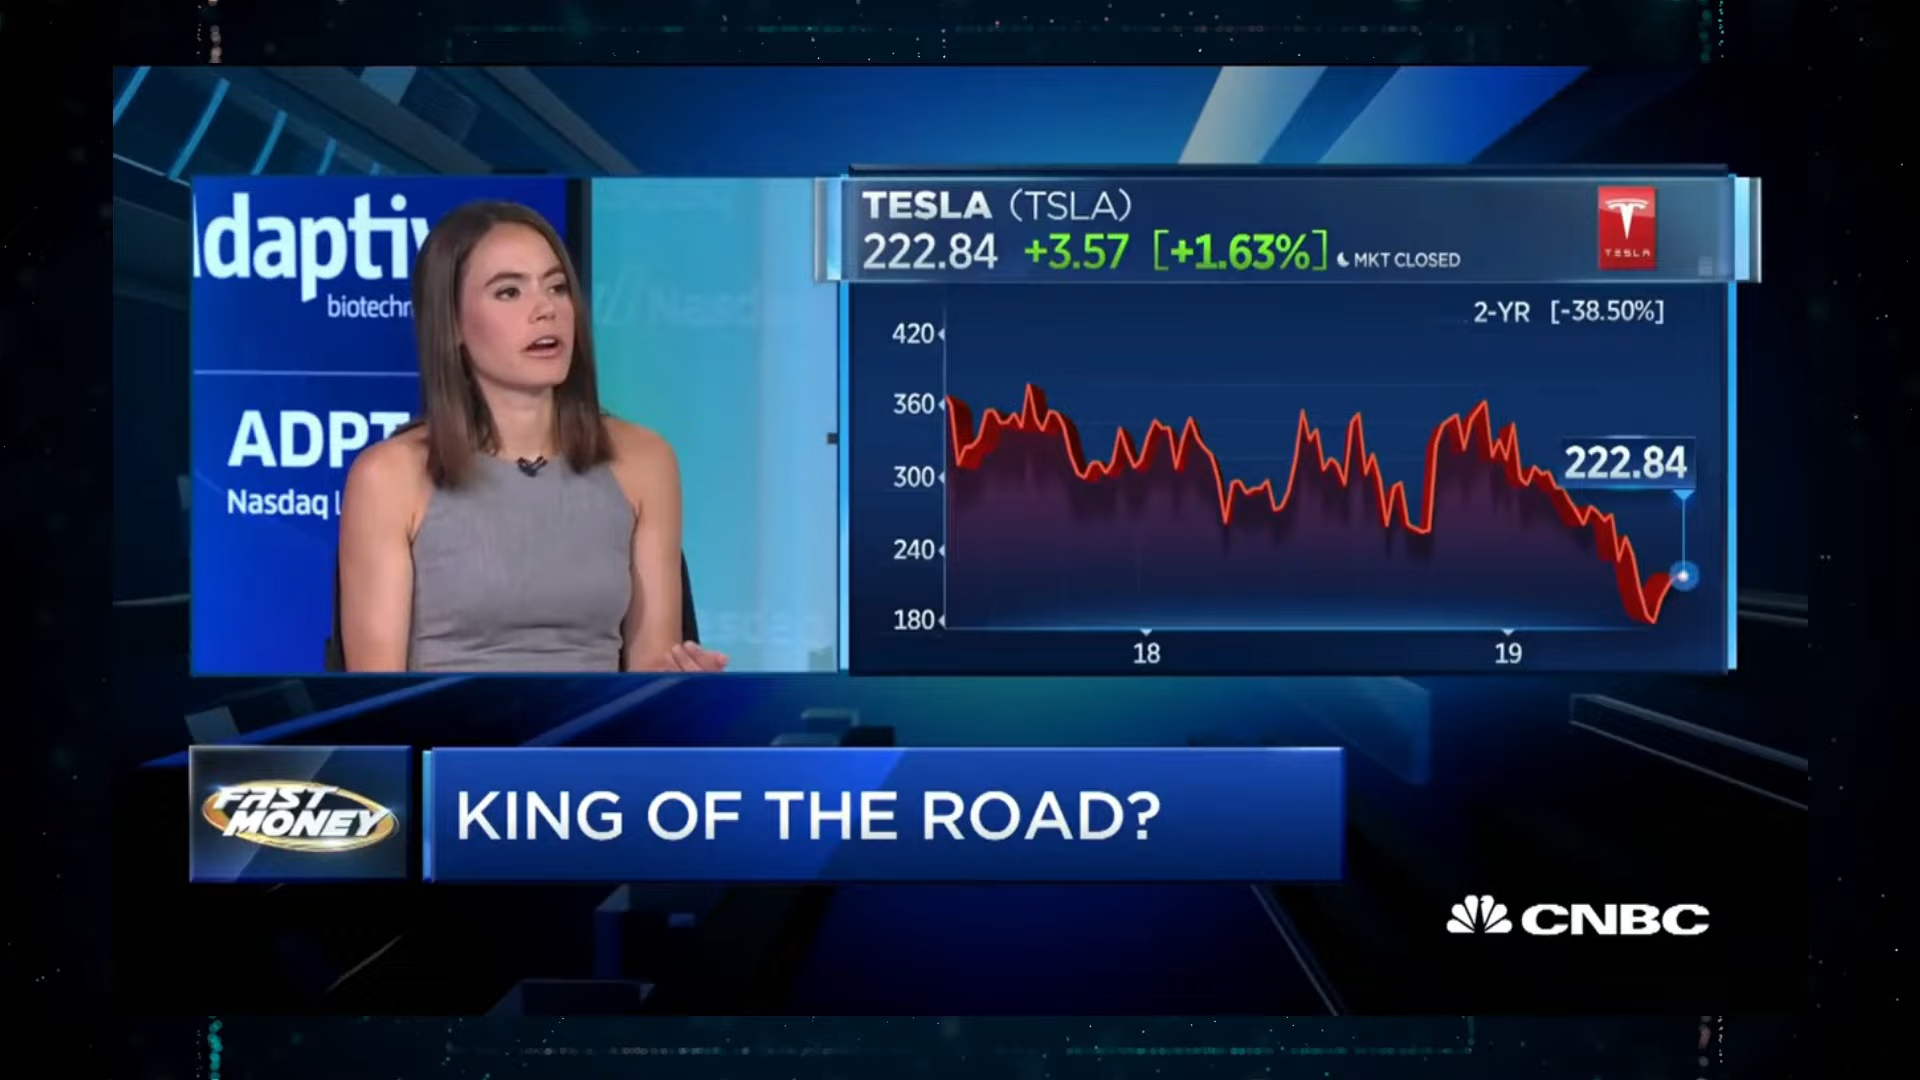 daptiv
biotechn
ADPT
Nasdaq L
TESLA (TSLA)
222.84 +3.57 [+1.63%] MKT CLOSED
TESLA
2-YR [-38.50%]
420
360
300
240
180
222.84
18
19
FAST
MONEY
KING OF THE ROAD?
CNBC